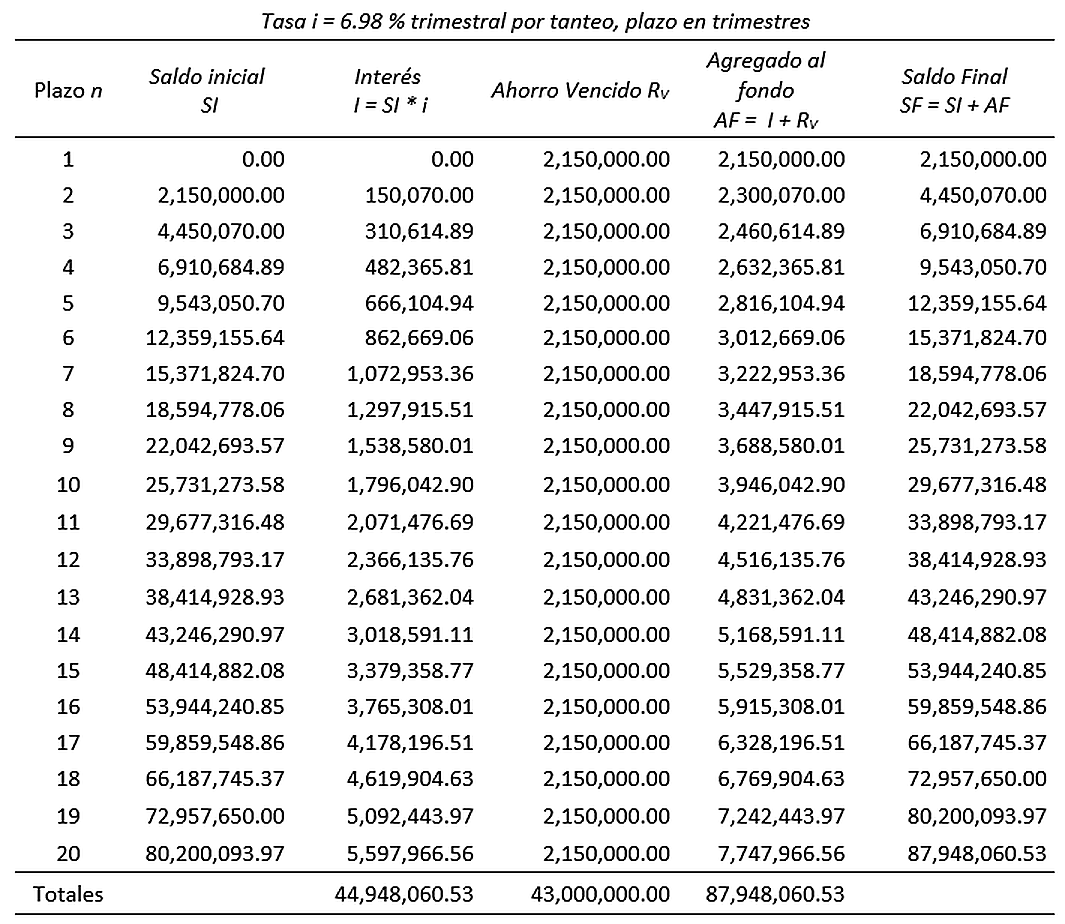 Tasa i = 6.98 % trimestral por tanteo, plazo en trimestres
Plazo n Saldo inicial SI Interés I = SI * i Ahorro Vencido Rv Agregado al fondo AF = I + Rv Saldo Final SF = SI + AF
1 0.00 0.00 2,150,000.00 2,150,000.00 2,150,000.00
2 2,150,000.00 150,070.00 2,150,000.00 2,300,070.00 4,450,070.00
3 4,450,070.00 310,614.89 2,150,000.00 2,460,614.89 6,910,684.89
4 6,910,684.89 482,365.81 2,150,000.00 2,632,365.81 9,543,050.70
5 9,543,050.70 666,104.94 2,150,000.00 2,816,104.94 12,359,155.64
6 12,359,155.64 862,669.06 2,150,000.00 3,012,669.06 15,371,824.70
7 15,371,824.70 1,072,953.36 2,150,000.00 3,222,953.36 18,594,778.06
8 18,594,778.06 1,297,915.51 2,150,000.00 3,447,915.51 22,042,693.57
9 22,042,693.57 1,538,580.01 2,150,000.00 3,688,580.01 25,731,273.58
10 25,731,273.58 1,796,042.90 2,150,000.00 3,946,042.90 29,677,316.48
11 29,677,316.48 2,071,476.69 2,150,000.00 4,221,476.69 33,898,793.17
12 33,898,793.17 2,366,135.76 2,150,000.00 4,516,135.76 38,414,928.93
13 38,414,928.93 2,681,362.04 2,150,000.00 4,831,362.04 43,246,290.97
14 43,246,290.97 3,018,591.11 2,150,000.00 5,168,591.11 48,414,882.08
15 48,414,882.08 3,379,358.77 2,150,000.00 5,529,358.77 53,944,240.85
16 53,944,240.85 3,765,308.01 2,150,000.00 5,915,308.01 59,859,548.86
17 59,859,548.86 4,178,196.51 2,150,000.00 6,328,196.51 66,187,745.37
18 66,187,745.37 4,619,904.63 2,150,000.00 6,769,904.63 72,957,650.00
19 72,957,650.00 5,092,443.97 2,150,000.00 7,242,443.97 80,200,093.97
20 80,200,093.97 5,597,966.56 2,150,000.00 7,747,966.56 87,948,060.53
Totales 44,948,060.53 43,000,000.00 87,948,060.53